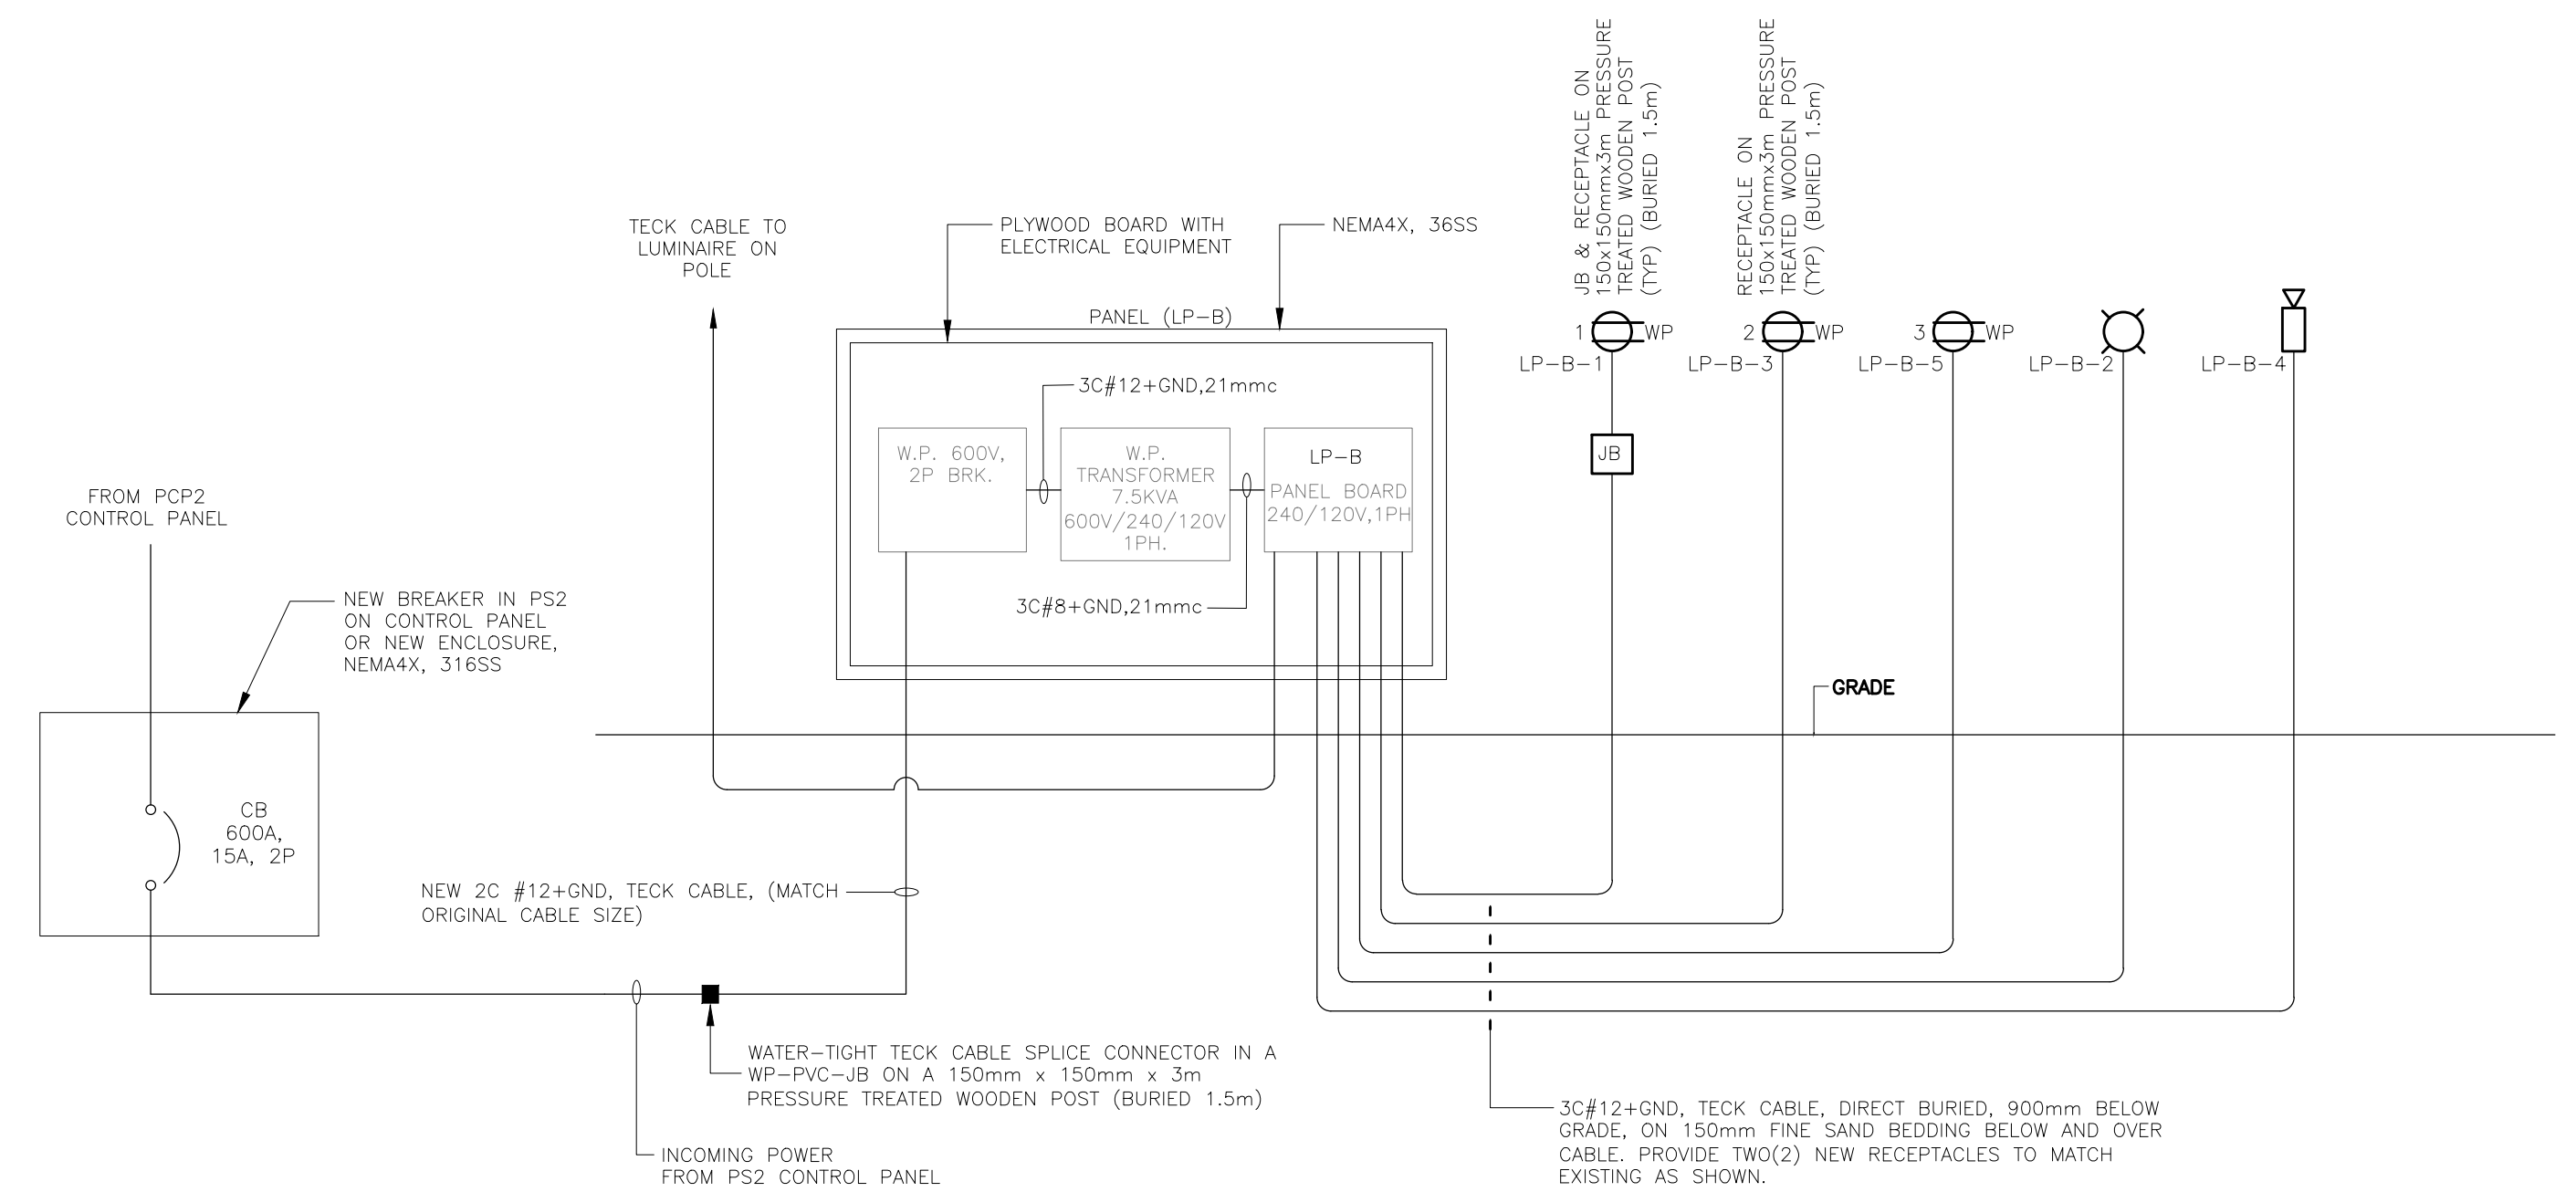 JB & RECEPTACLE ON
150x150mmx3m PRESSURE
TREATED WOODEN POST
(TYP) (BURIED 1.5m)
RECEPTACLE ON
150x150mmx3m PRESSURE
TREATED WOODEN POST
(TYP) (BURIED 1.5m)
TECK CABLE TO
LUMINAIRE ON
POLE
PLYWOOD BOARD WITH
ELECTRICAL EQUIPMENT
NEMA4X, 36SS
PANEL (LP-B)
1
WP
LP-B-1
2
WP
LP-B-3
3
WP
LP-B-5
LP-B-2
LP-B-4
3C#12+GND,21mmc
W.P. 600V,
2P BRK.
W.P.
TRANSFORMER
7.5KVA
600V/240/120V
1PH.
LP-B
PANEL BOARD
240/120V,1PH
JB
3C#8+GND,21mmc
FROM PCP2
CONTROL PANEL
NEW BREAKER IN PS2
ON CONTROL PANEL
OR NEW ENCLOSURE,
NEMA4X, 316SS
GRADE
CB
600A,
15A, 2P
NEW 2C #12+GND, TECK CABLE, (MATCH
ORIGINAL CABLE SIZE)
WATER-TIGHT TECK CABLE SPLICE CONNECTOR IN A
WP-PVC-JB ON A 150mm x 150mm x 3m
PRESSURE TREATED WOODEN POST (BURIED 1.5m)
INCOMING POWER
FROM PS2 CONTROL PANEL
3C#12+GND, TECK CABLE, DIRECT BURIED, 900mm BELOW
GRADE, ON 150mm FINE SAND BEDDING BELOW AND OVER
CABLE. PROVIDE TWO(2) NEW RECEPTACLES TO MATCH
EXISTING AS SHOWN.